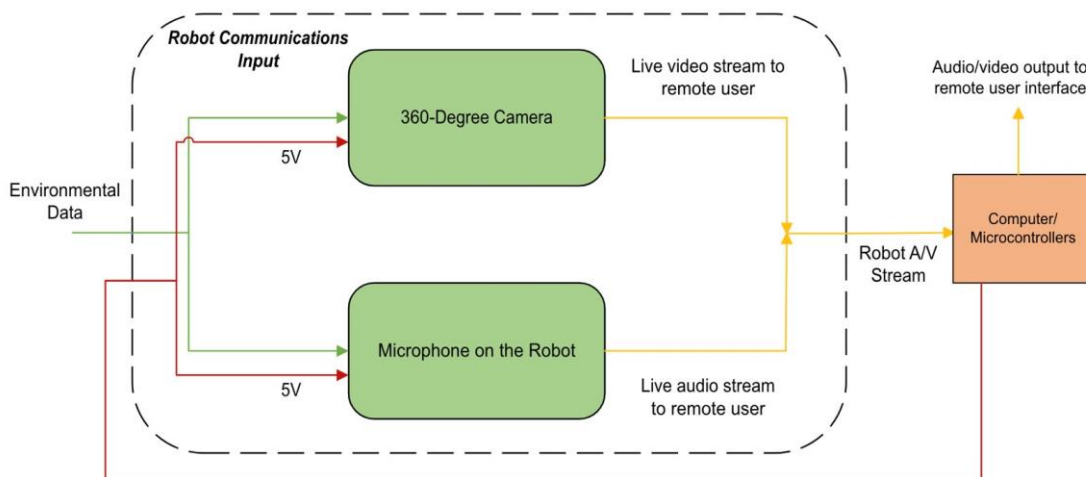 Robot Communications
Input
360-Degree Camera
5V
Live video stream to
remote user
Audio/video output to
remote user interface
Environmental
Data
Computer/
Microcontrollers
Robot A/V
Stream
Microphone on the Robot
5V
Live audio stream
to remote user